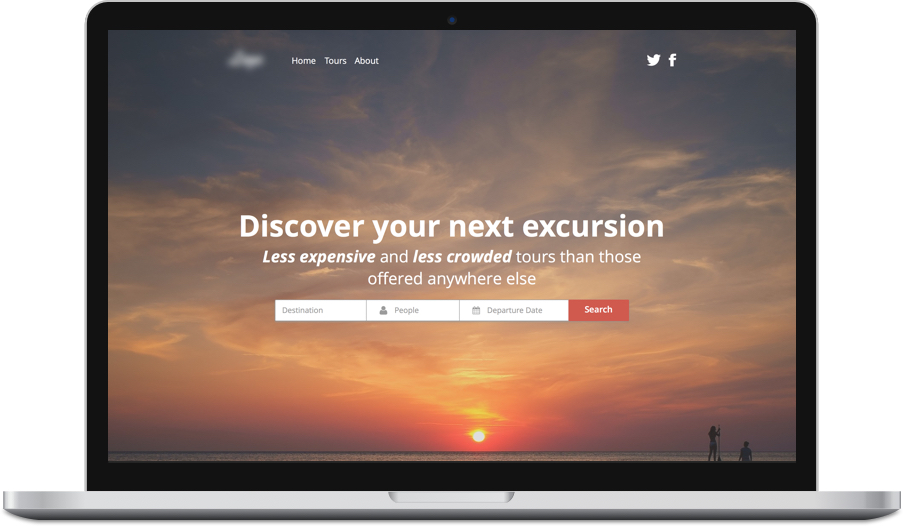 Home Tours About
Discover your next excursion
Less expensive and less crowded tours than those
offered anywhere else
Destination People Departure Date Search